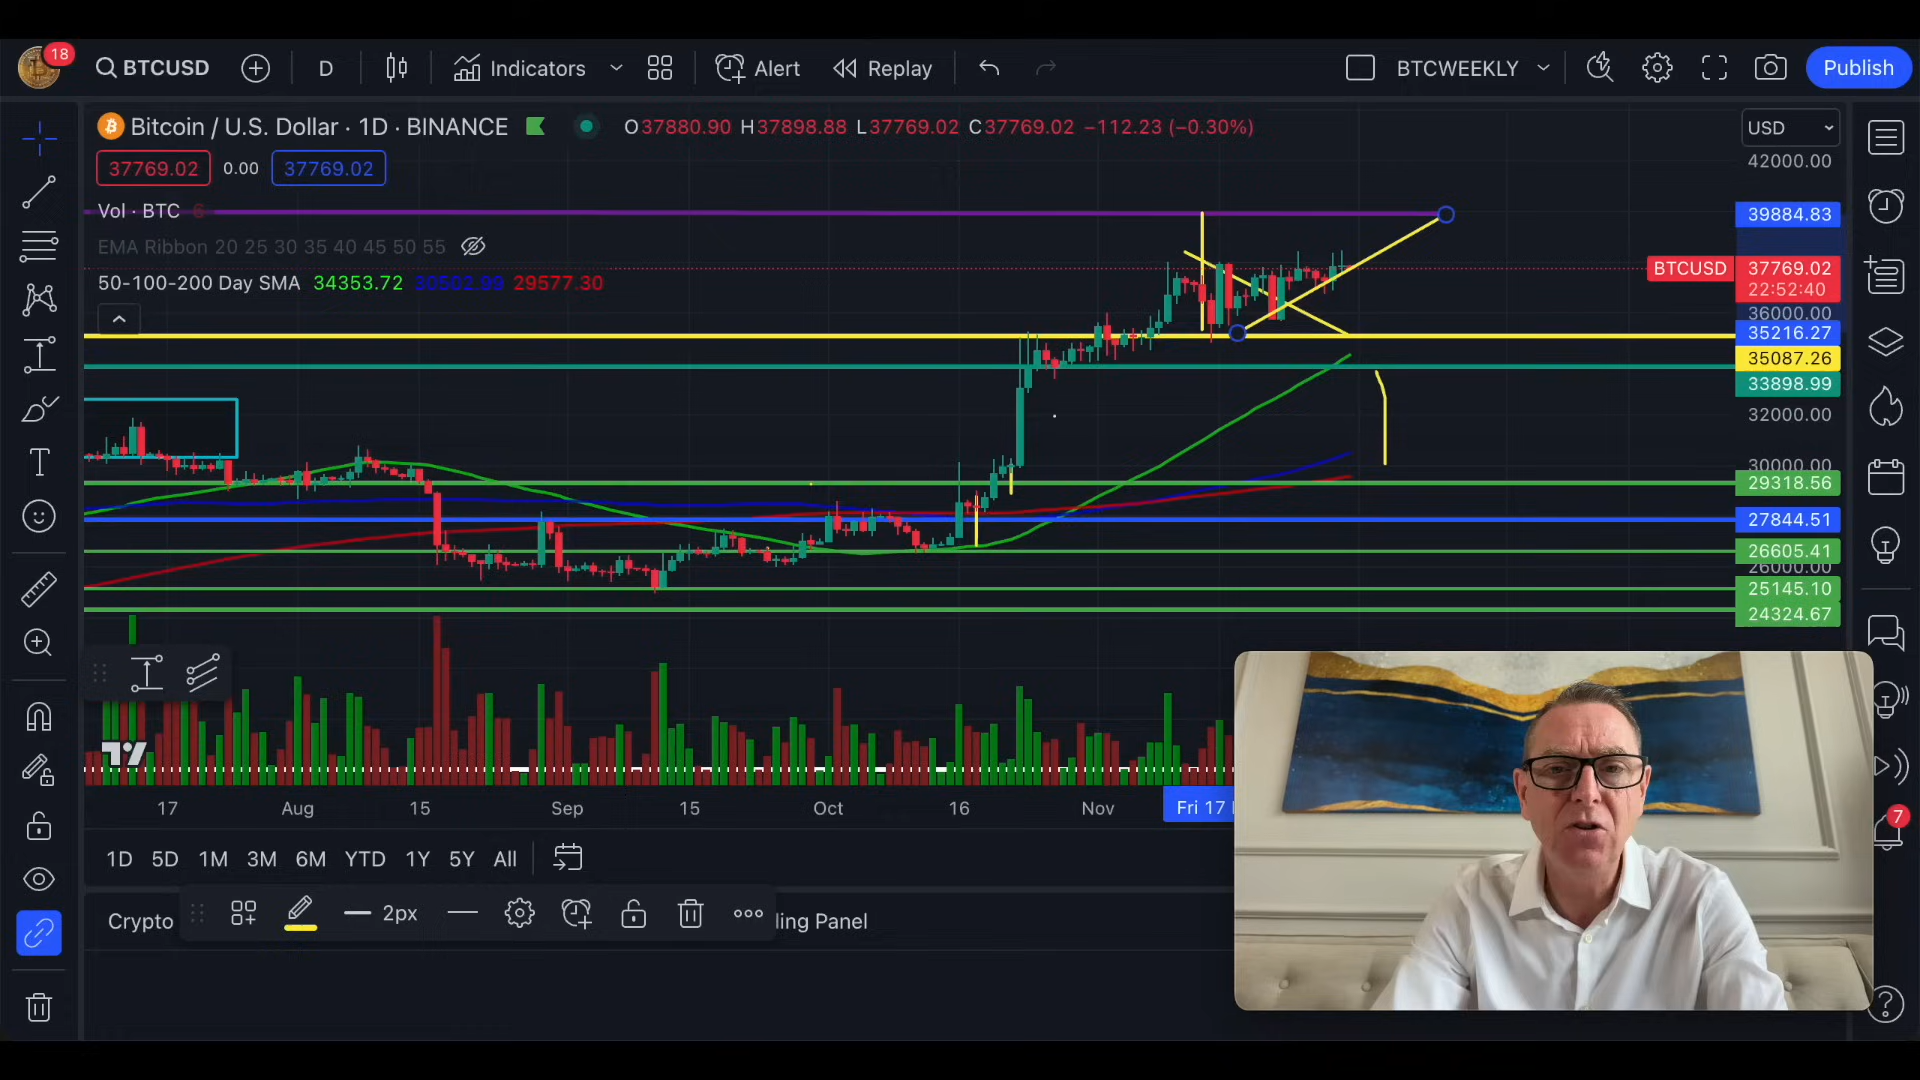 18
BTCUSD
D
Indicators
Alert
Replay
BTCWEEKLY
Publish
Bitcoin / U.S. Dollar · 1D · BINANCE
O37880.90 H37898.88 L37769.02 C37769.02 −112.23 (−0.30%)
USD
37769.02
0.00
37769.02
42000.00
Vol · BTC 6
39884.83
EMA Ribbon 20 25 30 35 40 45 50 55
BTCUSD
37769.02
22:52:40
50-100-200 Day SMA 34353.72 30502.99 29577.30
36000.00
35216.27
35087.26
33898.99
32000.00
30000.00
29318.56
27844.51
26605.41
26000.00
25145.10
24324.67
17
Aug
15
Sep
15
Oct
16
Nov
Fri 17
7
1D 5D 1M 3M 6M YTD 1Y 5Y All
Crypto
2px
ling Panel